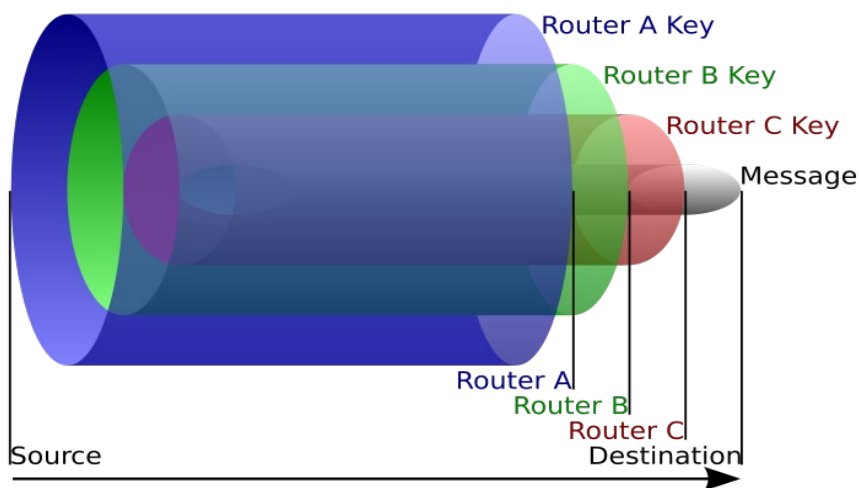 Router A Key
Router B Key
Router C Key
Message
Router A
Router B
Router C
Source
Destination